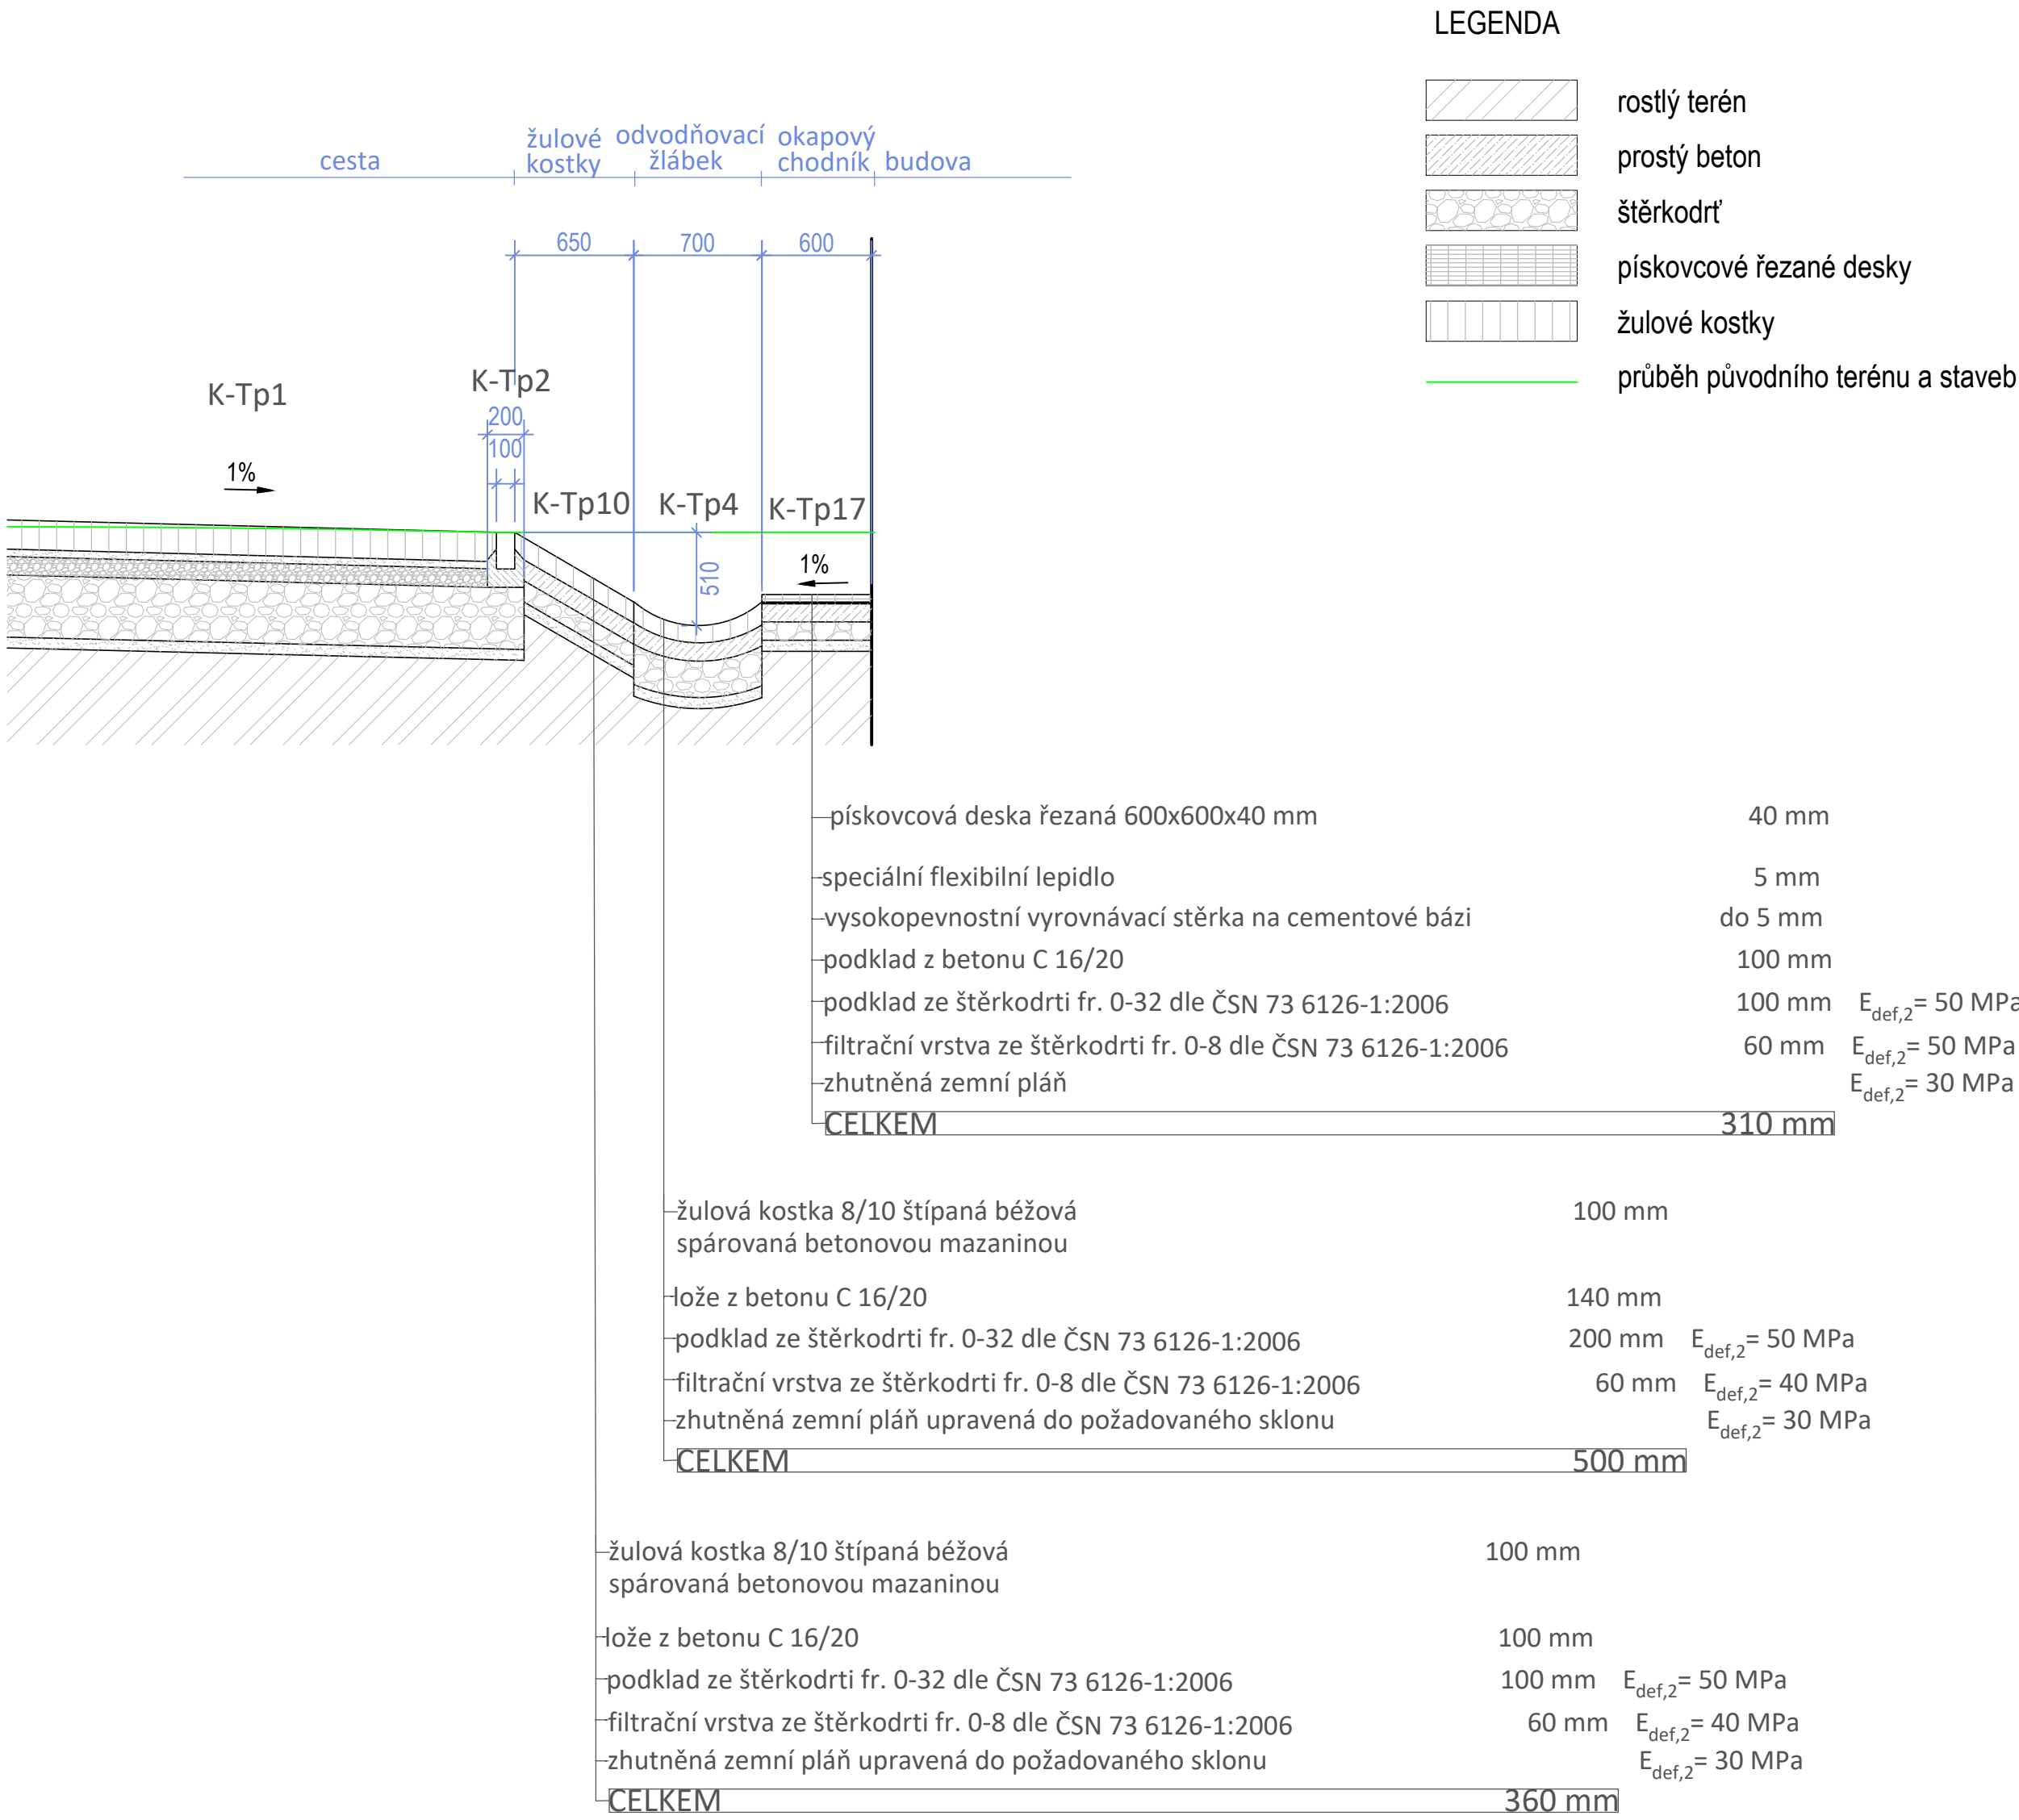 LEGENDA
rostlý terén
prostý beton
štěrkodrť
pískovcové řezané desky
žulové kostky
průběh původního terénu a staveb
cesta
žulové
kostky
odvodňovací
žlábek
okapový
chodník
budova
650
700
600
K-Tp1
K-Tp2
200
100
1%
K-Tp10
K-Tp4
K-Tp17
510
1%
pískovcová deska řezaná 600x600x40 mm 40 mm
speciální flexibilní lepidlo 5 mm
vysokopevnostní vyrovnávací stěrka na cementové bázi do 5 mm
podklad z betonu C 16/20 100 mm
podklad ze štěrkodrti fr. 0-32 dle ČSN 73 6126-1:2006 100 mm Edef,2= 50 MPa
filtrační vrstva ze štěrkodrti fr. 0-8 dle ČSN 73 6126-1:2006 60 mm Edef,2= 50 MPa
zhutněná zemní pláň Edef,2= 30 MPa
CELKEM 310 mm
žulová kostka 8/10 štípaná béžová 100 mm
spárovaná betonovou mazaninou
lože z betonu C 16/20 140 mm
podklad ze štěrkodrti fr. 0-32 dle ČSN 73 6126-1:2006 200 mm Edef,2= 50 MPa
filtrační vrstva ze štěrkodrti fr. 0-8 dle ČSN 73 6126-1:2006 60 mm Edef,2= 40 MPa
zhutněná zemní pláň upravená do požadovaného sklonu Edef,2= 30 MPa
CELKEM 500 mm
žulová kostka 8/10 štípaná béžová 100 mm
spárovaná betonovou mazaninou
lože z betonu C 16/20 100 mm
podklad ze štěrkodrti fr. 0-32 dle ČSN 73 6126-1:2006 100 mm Edef,2= 50 MPa
filtrační vrstva ze štěrkodrti fr. 0-8 dle ČSN 73 6126-1:2006 60 mm Edef,2= 40 MPa
zhutněná zemní pláň upravená do požadovaného sklonu Edef,2= 30 MPa
CELKEM 360 mm